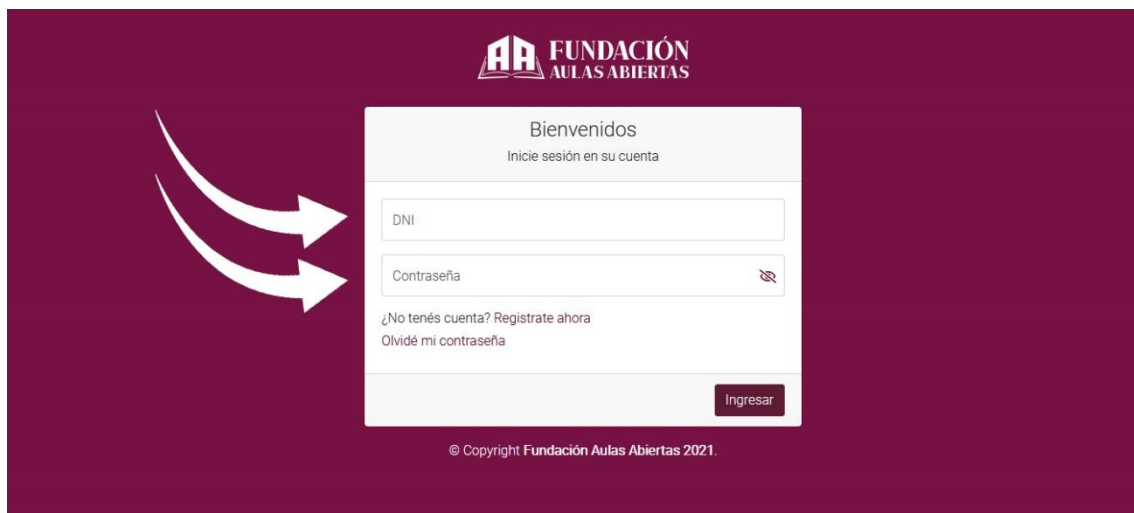 AA FUNDACIÓN
AULAS ABIERTAS
Bienvenidos
Inicie sesión en su cuenta
DNI
Contraseña
¿No tenés cuenta? Registrate ahora
Olvidé mi contraseña
Ingresar
© Copyright Fundación Aulas Abiertas 2021.